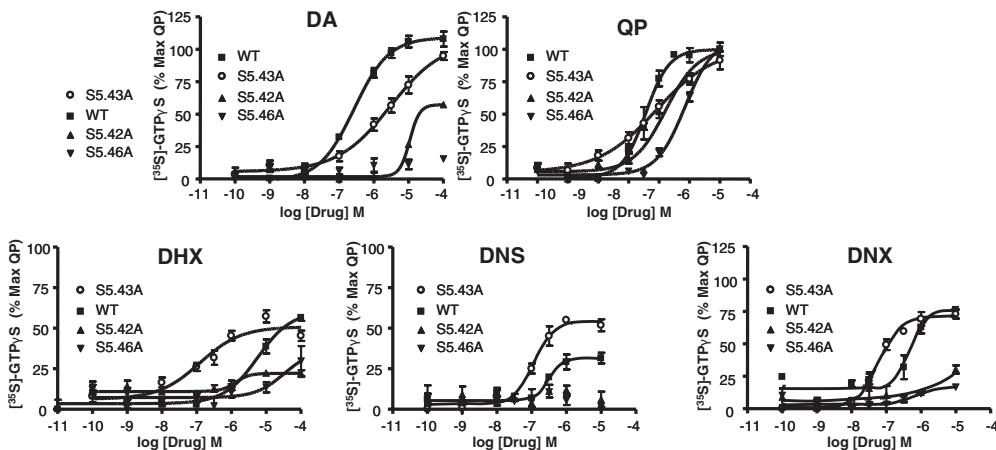 DA
[35S]-GTPγS (% Max QP)
125
100
75
50
25
0
WT
S5.43A
S5.42A
S5.46A
-11 -10 -9 -8 -7 -6 -5 -4
log [Drug] M
S5.43A
WT
S5.42A
S5.46A
QP
[35S]-GTPγS (% Max QP)
125
100
75
50
25
0
WT
S5.43A
S5.42A
S5.46A
-11 -10 -9 -8 -7 -6 -5 -4
log [Drug] M
DHX
[35S]-GTPγS (% Max QP)
100
75
50
25
0
S5.43A
WT
S5.42A
S5.46A
-11 -10 -9 -8 -7 -6 -5 -4
log [Drug] M
DNS
[35S]-GTPγS (% Max QP)
100
75
50
25
0
S5.43A
WT
S5.42A
S5.46A
-11 -10 -9 -8 -7 -6 -5 -4
log [Drug] M
DNX
[35S]-GTPγS (% Max QP)
125
100
75
50
25
0
S5.43A
WT
S5.42A
S5.46A
-11 -10 -9 -8 -7 -6 -5 -4
log [Drug] M